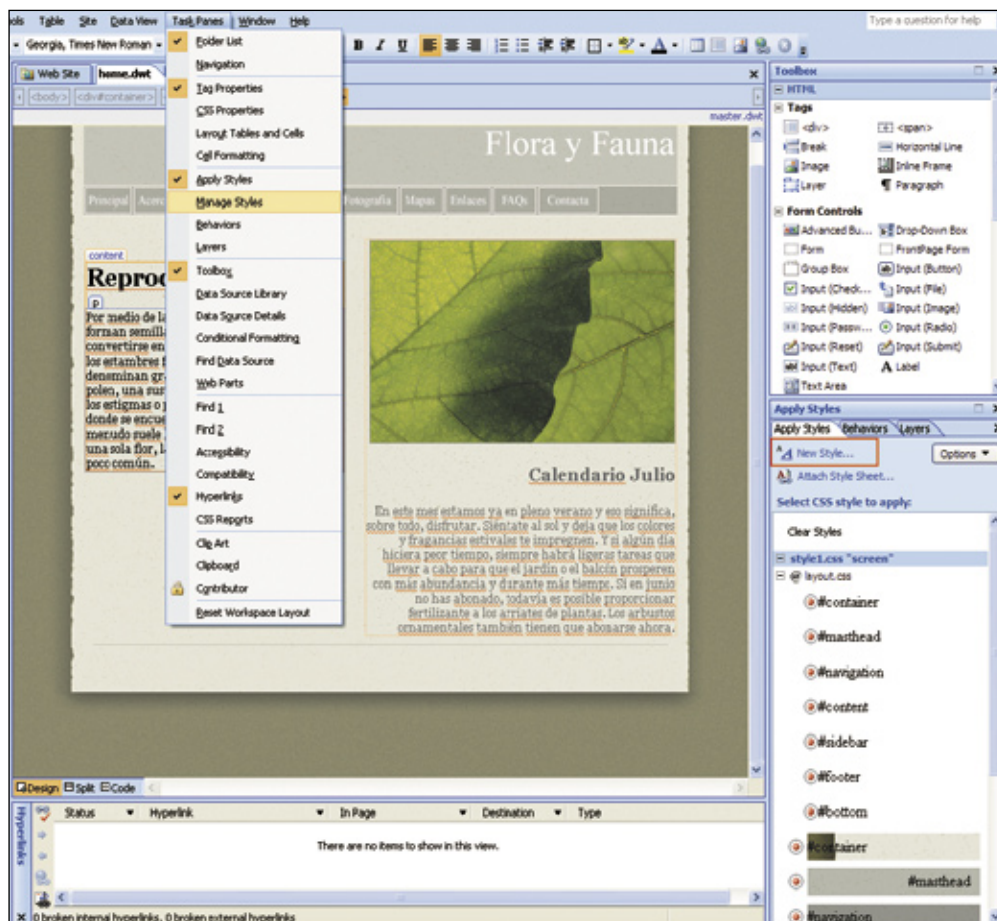 ols Table Site Data View Task Panes Window Help
Type a question for help
Georgia, Times New Roman
B I U
Web Site home.dwt
<body> <div#container>
master.dwt
Folder List
Navigation
Tag Properties
CSS Properties
Layout Tables and Cells
Cell Formatting
Apply Styles
Manage Styles
Behaviors
Layers
Toolbox
Data Source Library
Data Source Details
Conditional Formatting
Find Data Source
Web Parts
Find 1
Find 2
Accessibility
Compatibility
Hyperlinks
CSS Reports
Clip Art
Clipboard
Contributor
Reset Workspace Layout
Flora y Fauna
Principal Acerc
Fotografía Mapas Enlaces FAQs Contacta
content
Reproc
p
Por medio de la
forman semilla
convertirse en
los estambres f
denominan gr
polen, una sus
los estigmas o p
donde se encue
menudo suele
una sola flor, l
poco común.
Calendario Julio
En este mes estamos ya en pleno verano y eso significa,
sobre todo, disfrutar. Siéntate al sol y deja que los colores
y fragancias estivales te impregnen. Y si algún día
hiciera peor tiempo, siempre habrá ligeras tareas que
llevar a cabo para que el jardín o el balcón prosperen
con más abundancia y durante más tiempo. Si en junio
no has abonado, todavía es posible proporcionar
fertilizante a los arriates de plantas. Los arbustos
ornamentales también tienen que abonarse ahora.
Design Split Code
Hyperlinks
Status Hyperlink In Page Destination Type
There are no items to show in this view.
0 broken internal hyperlinks, 0 broken external hyperlinks
Toolbox
HTML
Tags
<div> <span>
Break Horizontal Line
Image Inline Frame
Layer Paragraph
Form Controls
Advanced Bu... Drop-Down Box
Form FrontPage Form
Group Box Input (Button)
Input (Check... Input (File)
Input (Hidden) Input (Image)
Input (Passw... Input (Radio)
Input (Reset) Input (Submit)
Input (Text) Label
Text Area
Apply Styles
Apply Styles Behaviors Layers
New Style... Options
Attach Style Sheet...
Select CSS style to apply:
Clear Styles
style1.css "screen"
@ layout.css
#container
#masthead
#navigation
#content
#sidebar
#footer
#bottom
#container
#masthead
#navigation